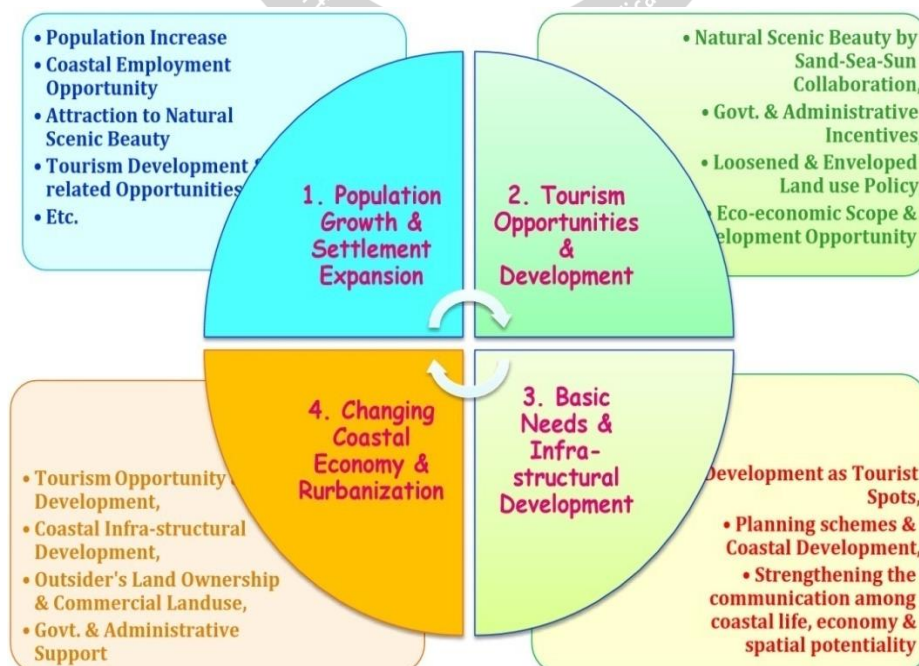 • Population Increase
• Coastal Employment
Opportunity
• Attraction to Natural
Scenic Beauty
• Tourism Development
related Opportunities
• Etc.
• Natural Scenic Beauty by
Sand-Sea-Sun
Collaboration,
• Govt. & Administrative
Incentives
• Loosened & Enveloped
Land use Policy
• Eco-economic Scope &
elopment Opportunity
1. Population
Growth &
Settlement
Expansion
2. Tourism
Opportunities
&
Development
4. Changing
Coastal
Economy &
Rurbanization
3. Basic
Needs &
Infra-
structural
Development
• Tourism Opportunity
Development,
• Coastal Infra-structural
Development,
• Outsider's Land Ownership
& Commercial Landuse,
• Govt. & Administrative
Support
Development as Tourist
Spots,
• Planning schemes &
Coastal Development,
• Strengthening the
communication among
coastal life, economy &
spatial potentiality